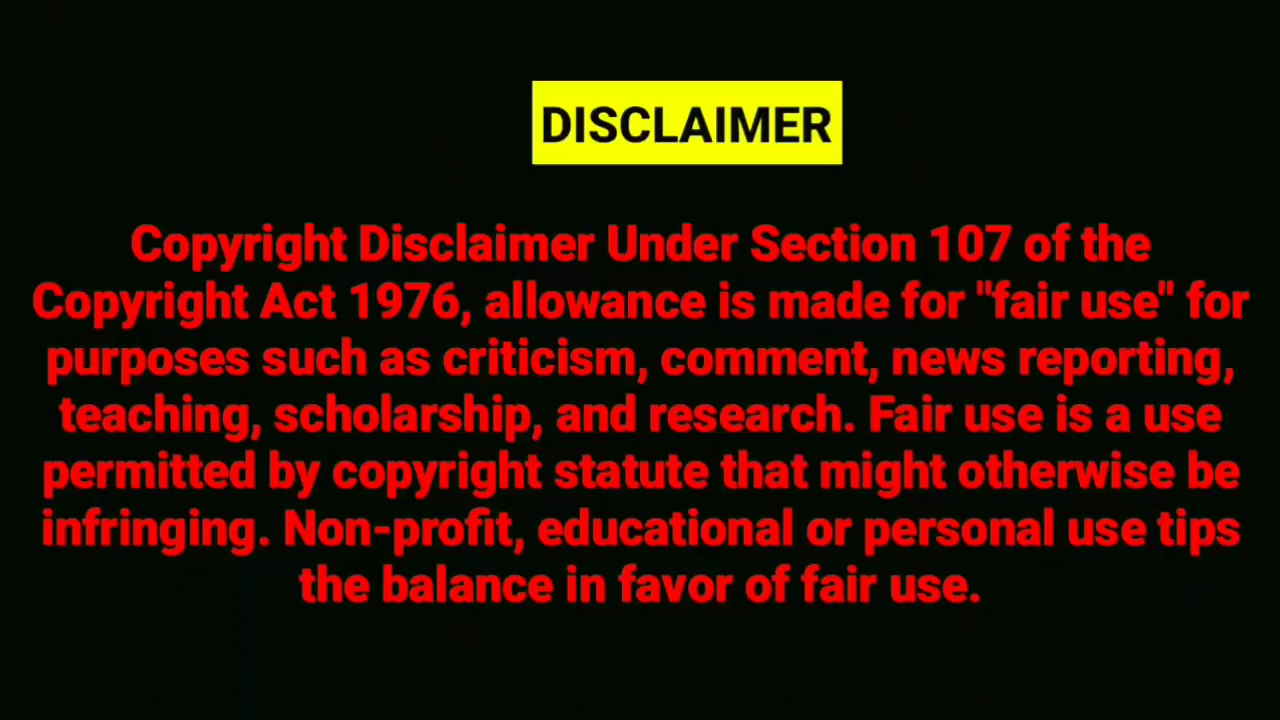 DISCLAIMER
Copyright Disclaimer Under Section 107 of the
Copyright Act 1976, allowance is made for "fair use" for
purposes such as criticism, comment, news reporting,
teaching, scholarship, and research. Fair use is a use
permitted by copyright statute that might otherwise be
infringing. Non-profit, educational or personal use tips
the balance in favor of fair use.